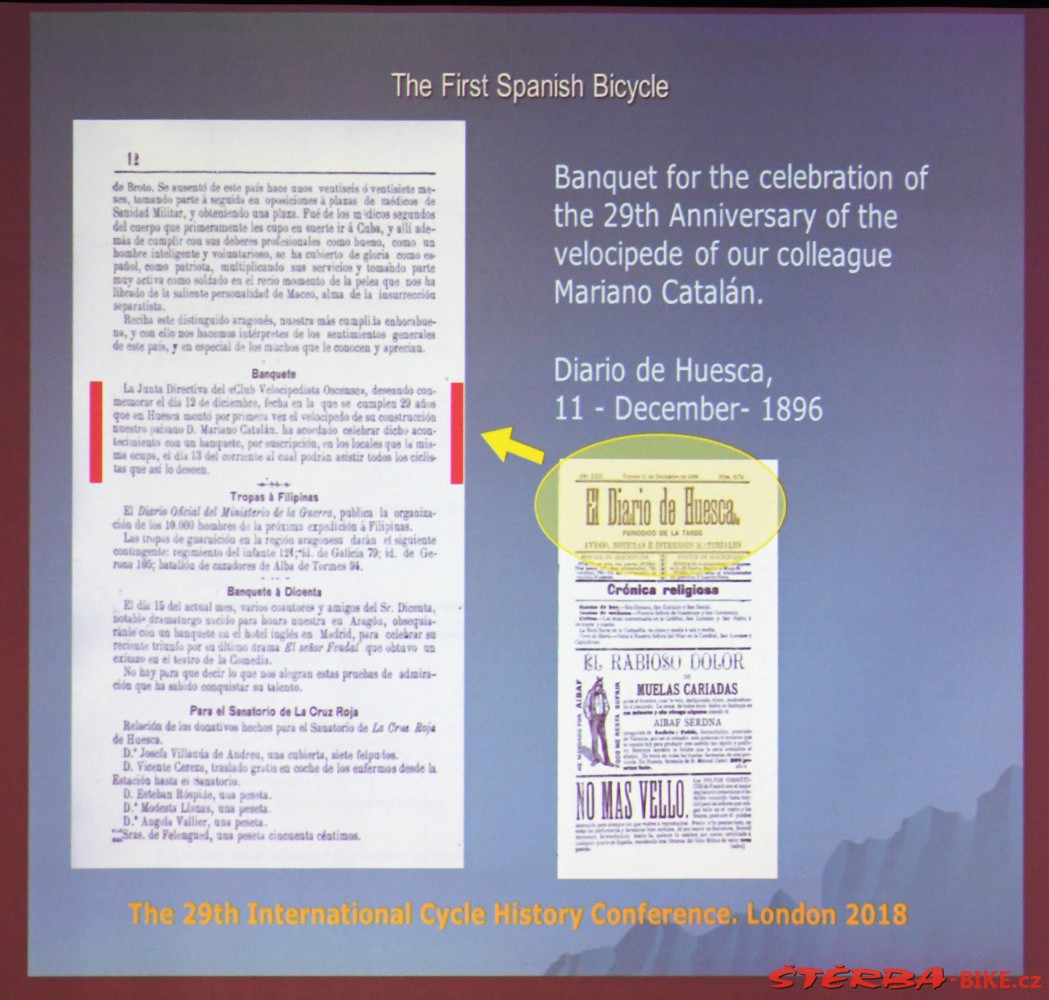 The First Spanish Bicycle
12
de Broto. Se ausentó de este país hace unos ventiseis ó ventisiete me-
ses, tomando parte á seguida en oposiciones á plazas de médicos de
Sanidad Militar, y obteniendo una plaza. Fué de los médicos segundos
del cuerpo que primeramente les cupo en suerte ir á Cuba, y allí ade-
más de cumplir con sus deberes profesionales como bueno, como un
hombre inteligente y voluntarioso, se ha cubierto de gloria como es-
pañol, como patriota, multiplicando sus servicios y tomando parte
muy activa como soldado en el recio momento de la pelea que nos ha
librado de la saliente personalidad de Maceo, alma de la insurrección
separatista.
Reciba este distinguido aragonés, nuestra más cumplida enhorabue-
na, y con ello nos hacemos intérpretes de los sentimientos generales
de este país, y en especial de los muchos que le conocen y aprecian.
Banquete
La Junta Directiva del «Club Velocipedista Oscense», deseando con-
memorar el día 12 de diciembre, fecha en la que se cumplen 29 años
que en Huesca montó por primera vez el velocipedo de su construcción
nuestro paisano D. Mariano Catalán, ha acordado celebrar dicho acon-
tecimiento con un banquete, por suscripción, en los locales que la mis-
ma ocupa, el día 13 del corriente al cual podrán asistir todos los ciclis-
tas que así lo deseen.
Tropas á Filipinas
El Diario Oficial del Ministerio de la Guerra, publica la organiza-
ción de los 10.000 hombres de la próxima expedición á Filipinas.
Las tropas de guarnición en la región aragonesa darán el siguiente
contingente: regimiento del infante 124; id. de Galicia 79; id. de Ge-
rona 105; batallón de cazadores de Alba de Tormes 94.
Banquete á Dicenta
El día 15 del actual mes, varios coautores y amigos del Sr. Dicenta,
notable dramaturgo nacido para honra nuestra en Aragón, obsequia-
ránle con un banquete en el hotel inglés en Madrid, para celebrar su
reciente triunfo por su último drama El señor Feudal que obtuvo un
exitazo en el teatro de la Comedia.
No hay para que decir lo que nos alegran estas pruebas de admira-
ción que ha sabido conquistar su talento.
Para el Sanatorio de La Cruz Roja
Relación de los donativos hechos para el Sanatorio de La Cruz Roja
de Huesca.
D.ª Josefa Villanúa de Andreu, una cubierta, siete felpudos.
D. Vicente Cereza, traslado gratis en coche de los enfermos desde la
Estación hasta el Sanatorio.
D. Esteban Róspide, una peseta.
D.ª Modesta Llanas, una peseta.
D.ª Angela Vallier, una peseta.
Sras. de Felengued, una peseta cincuenta céntimos.
Banquet for the celebration of
the 29th Anniversary of the
velocipede of our colleague
Mariano Catalán.
Diario de Huesca,
11 - December- 1896
El Diario de Huesca.
PERIODICO DE LA TARDE
AVISOS, NOTICIAS E INTERESES MATERIALES
Crónica religiosa
EL RABIOSO DOLOR
DE
MUELAS CARIADAS
AIBAF SERDNA
NO MAS VELLO.
The 29th International Cycle History Conference. London 2018
ŠTĚRBA-BIKE.cz